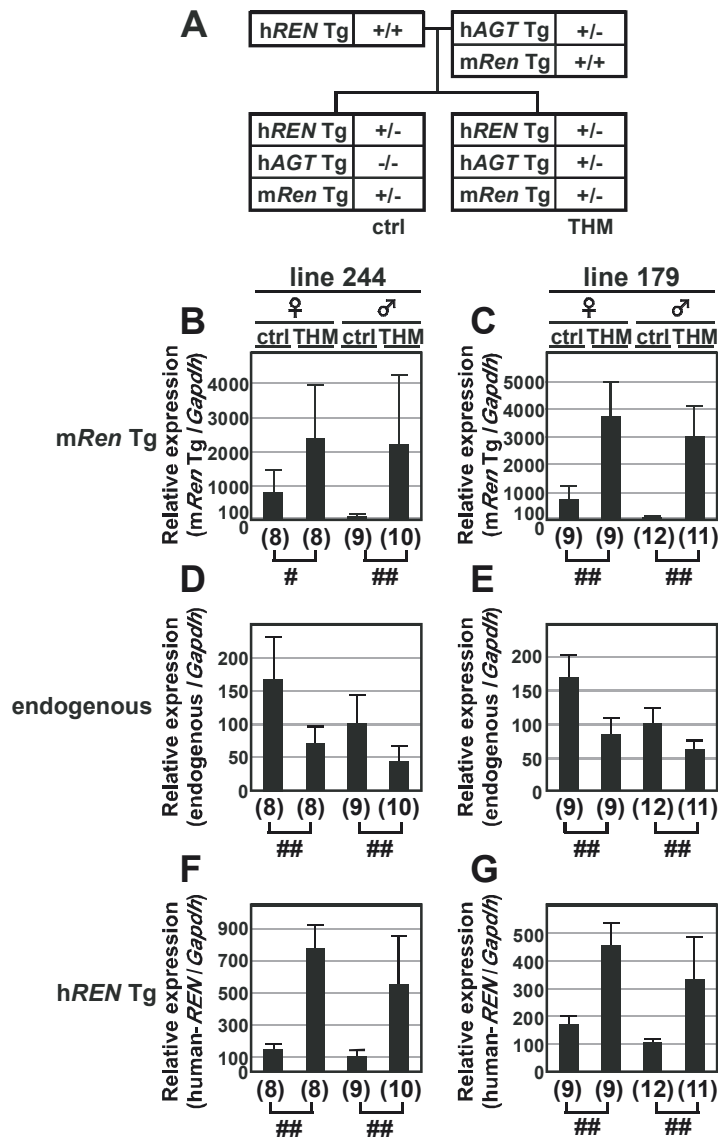 A
hREN Tg +/+
hAGT Tg +/-
mRen Tg +/+
hREN Tg +/-
hAGT Tg -/-
mRen Tg +/-
ctrl
hREN Tg +/-
hAGT Tg +/-
mRen Tg +/-
THM
line 244
♀ ♂
ctrl THM ctrl THM
line 179
♀ ♂
ctrl THM ctrl THM
mRen Tg
B
Relative expression
(mRen Tg / Gapdh)
4000
3000
2000
1000
100
0
(8) (8) (9) (10)
# ##
C
Relative expression
(mRen Tg / Gapdh)
5000
4000
3000
2000
1000
100
0
(9) (9) (12) (11)
## ##
endogenous
D
Relative expression
(endogenous / Gapdh)
200
150
100
50
0
(8) (8) (9) (10)
## ##
E
Relative expression
(endogenous / Gapdh)
200
150
100
50
0
(9) (9) (12) (11)
## ##
hREN Tg
F
Relative expression
(human-REN / Gapdh)
900
700
500
300
100
0
(8) (8) (9) (10)
## ##
G
Relative expression
(human-REN / Gapdh)
500
400
300
200
100
0
(9) (9) (12) (11)
## ##